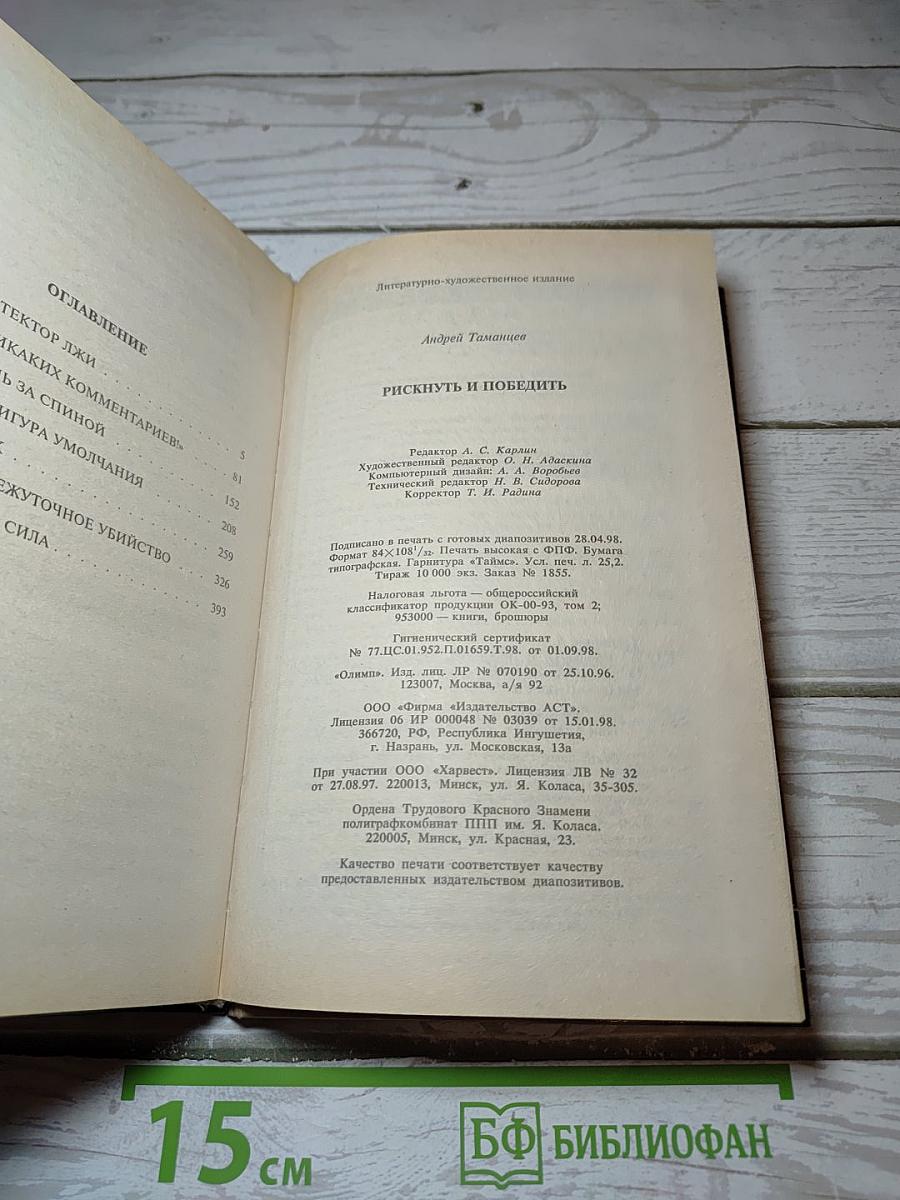 ОГЛАВЛЕНИЕ
ТЕКТОР ЛЖИ . . . . . . . . 5
ИКАКИХ КОММЕНТАРИЕВ!» . . . . 81
Ь ЗА СПИНОЙ . . . . . . . 152
ИГУРА УМОЛЧАНИЯ . . . . . 208
. . . . . . . . 259
ЕЖУТОЧНОЕ УБИЙСТВО . . 326
СИЛА . . . . . . . . 393
Литературно-художественное издание
Андрей Таманцев
РИСКНУТЬ И ПОБЕДИТЬ
Редактор А. С. Карлин
Художественный редактор О. Н. Адаскина
Компьютерный дизайн: А. А. Воробьев
Технический редактор Н. В. Сидорова
Корректор Т. И. Радина
Подписано в печать с готовых диапозитивов 28.04.98.
Формат 84×108¹/₃₂. Печать высокая с ФПФ. Бумага
типографская. Гарнитура «Таймс». Усл. печ. л. 25,2.
Тираж 10 000 экз. Заказ № 1855.
Налоговая льгота — общероссийский
классификатор продукции ОК-00-93, том 2;
953000 — книги, брошюры
Гигиенический сертификат
№ 77.ЦС.01.952.П.01659.Т.98. от 01.09.98.
«Олимп». Изд. лиц. ЛР № 070190 от 25.10.96.
123007, Москва, а/я 92
ООО «Фирма «Издательство АСТ».
Лицензия 06 ИР 000048 № 03039 от 15.01.98.
366720, РФ, Республика Ингушетия,
г. Назрань, ул. Московская, 13а
При участии ООО «Харвест». Лицензия ЛВ № 32
от 27.08.97. 220013, Минск, ул. Я. Коласа, 35-305.
Ордена Трудового Красного Знамени
полиграфкомбинат ППП им. Я. Коласа.
220005, Минск, ул. Красная, 23.
Качество печати соответствует качеству
предоставленных издательством диапозитивов.
15 см
БФ БИБЛИОФАН